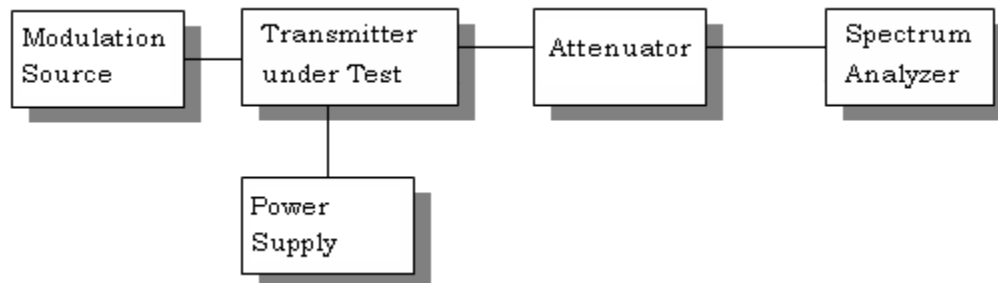 Modulation
Source
Transmitter
under Test
Attenuator
Spectrum
Analyzer
Power
Supply